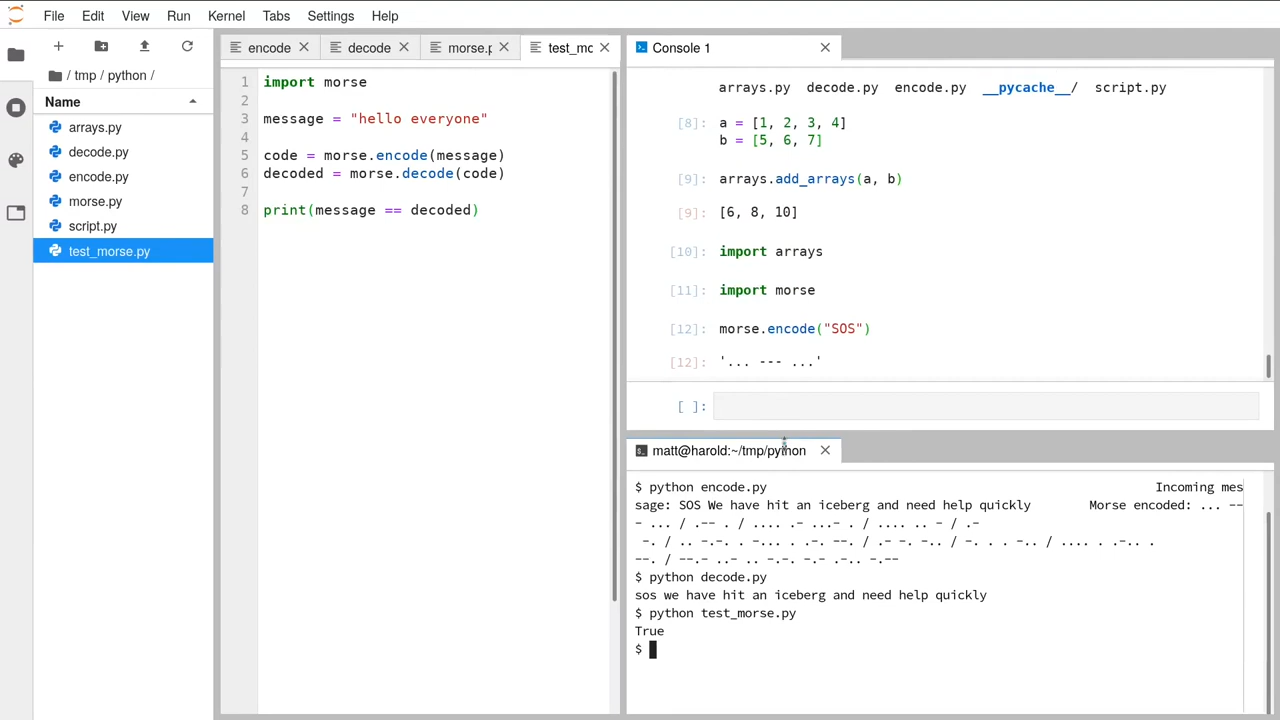 File Edit View Run Kernel Tabs Settings Help
/ tmp / python /
Name
arrays.py
decode.py
encode.py
morse.py
script.py
test_morse.py
encode
decode
morse.p
test_mc
1 import morse
2
3 message = "hello everyone"
4
5 code = morse.encode(message)
6 decoded = morse.decode(code)
7
8 print(message == decoded)
Console 1
arrays.py decode.py encode.py __pycache__/ script.py
[8]: a = [1, 2, 3, 4]
b = [5, 6, 7]
[9]: arrays.add_arrays(a, b)
[9]: [6, 8, 10]
[10]: import arrays
[11]: import morse
[12]: morse.encode("SOS")
[12]: '... --- ...'
[ ]:
matt@harold:~/tmp/python
$ python encode.py Incoming mes
sage: SOS We have hit an iceberg and need help quickly Morse encoded: ... --
- ... / .-- . / .... .- ...- . / .... .. - / .-
-. / .. -.-. . -... . .-. --. / .- -. -.. / -. . . -.. / .... . .-.. .
--. / --.- ..- .. -.-. -.- .-.. -.--
$ python decode.py
sos we have hit an iceberg and need help quickly
$ python test_morse.py
True
$